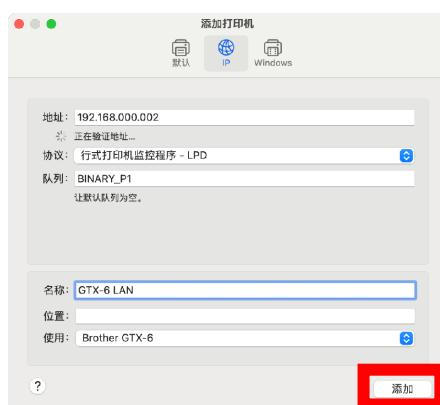 添加打印机
默认 IP Windows
地址: 192.168.000.002
正在验证地址...
协议: 行式打印机监控程序 - LPD
队列: BINARY_P1
让默认队列为空。
名称: GTX-6 LAN
位置:
使用: Brother GTX-6
? 添加